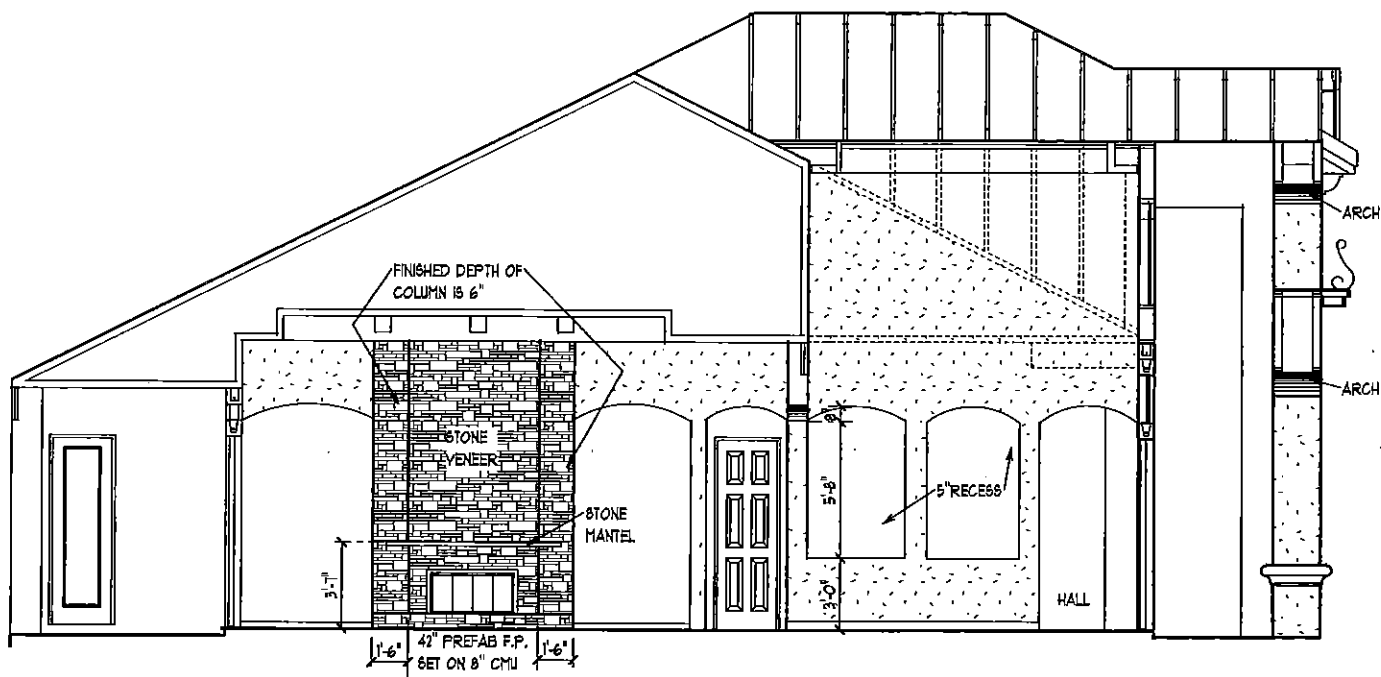 ARCH
FINISHED DEPTH OF
COLUMN IS 6"
ARCH
8"
STONE
VENEER
5'-8"
5" RECESS
STONE
MANTEL
3'-7"
3'-0"
HALL
1'-6"
42" PREFAB F.P.
SET ON 8" CMU
1'-6"